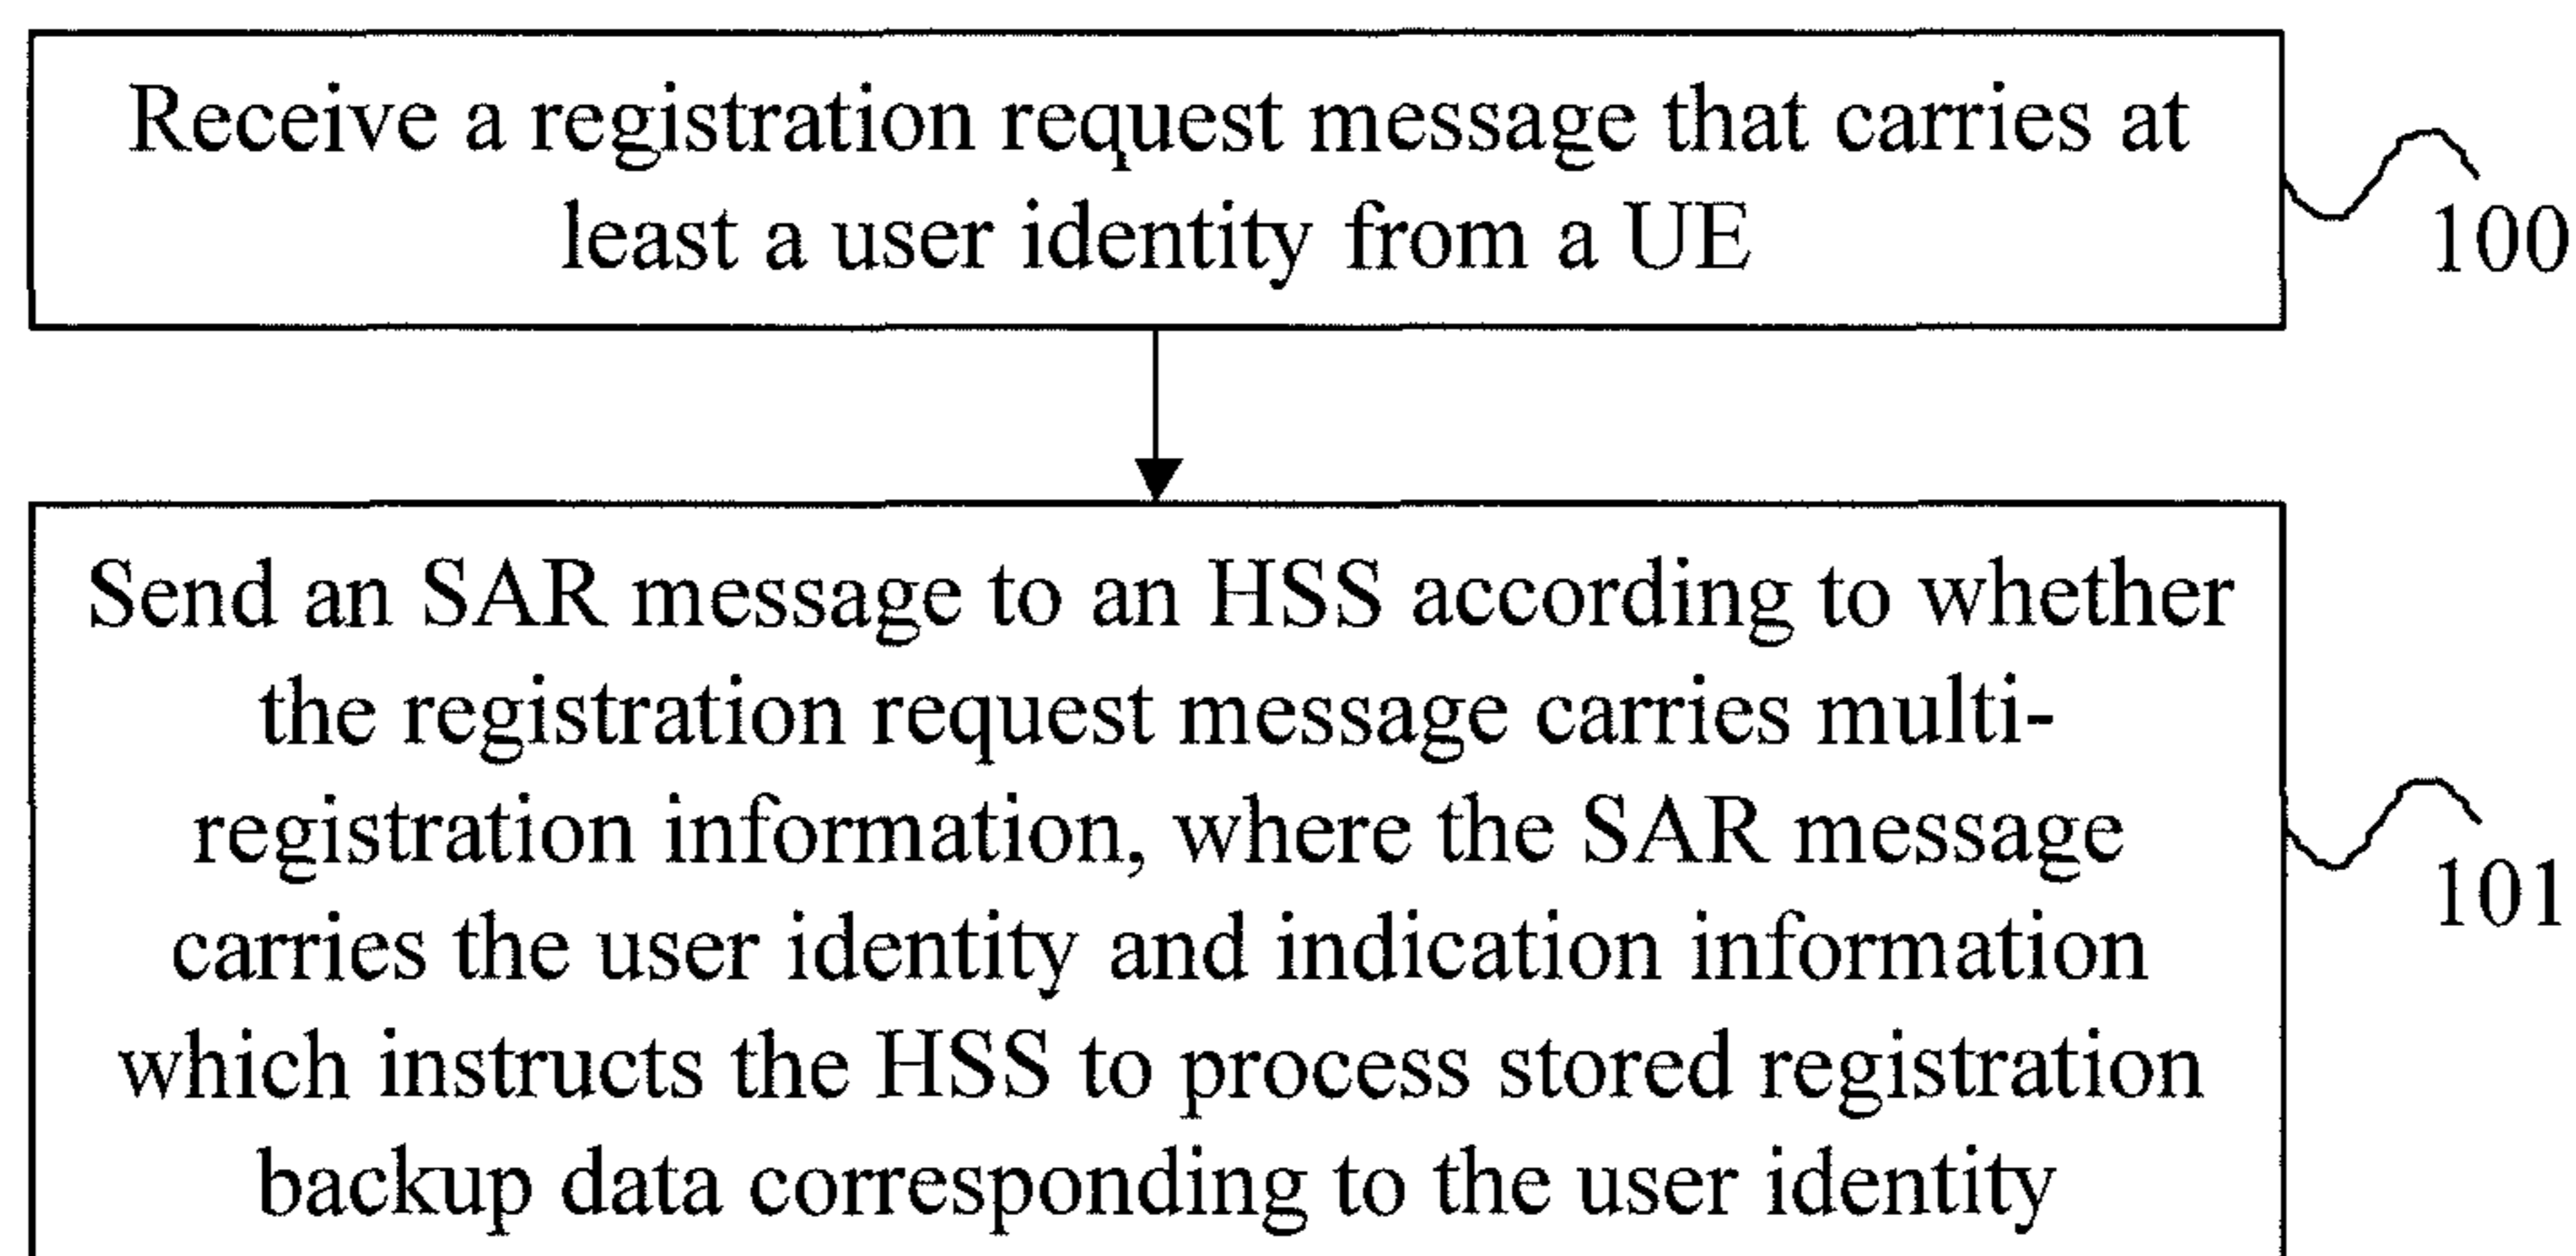 Receive a registration request message that carries at
least a user identity from a UE
100
Send an SAR message to an HSS according to whether
the registration request message carries multi-
registration information, where the SAR message
carries the user identity and indication information
which instructs the HSS to process stored registration
backup data corresponding to the user identity
101